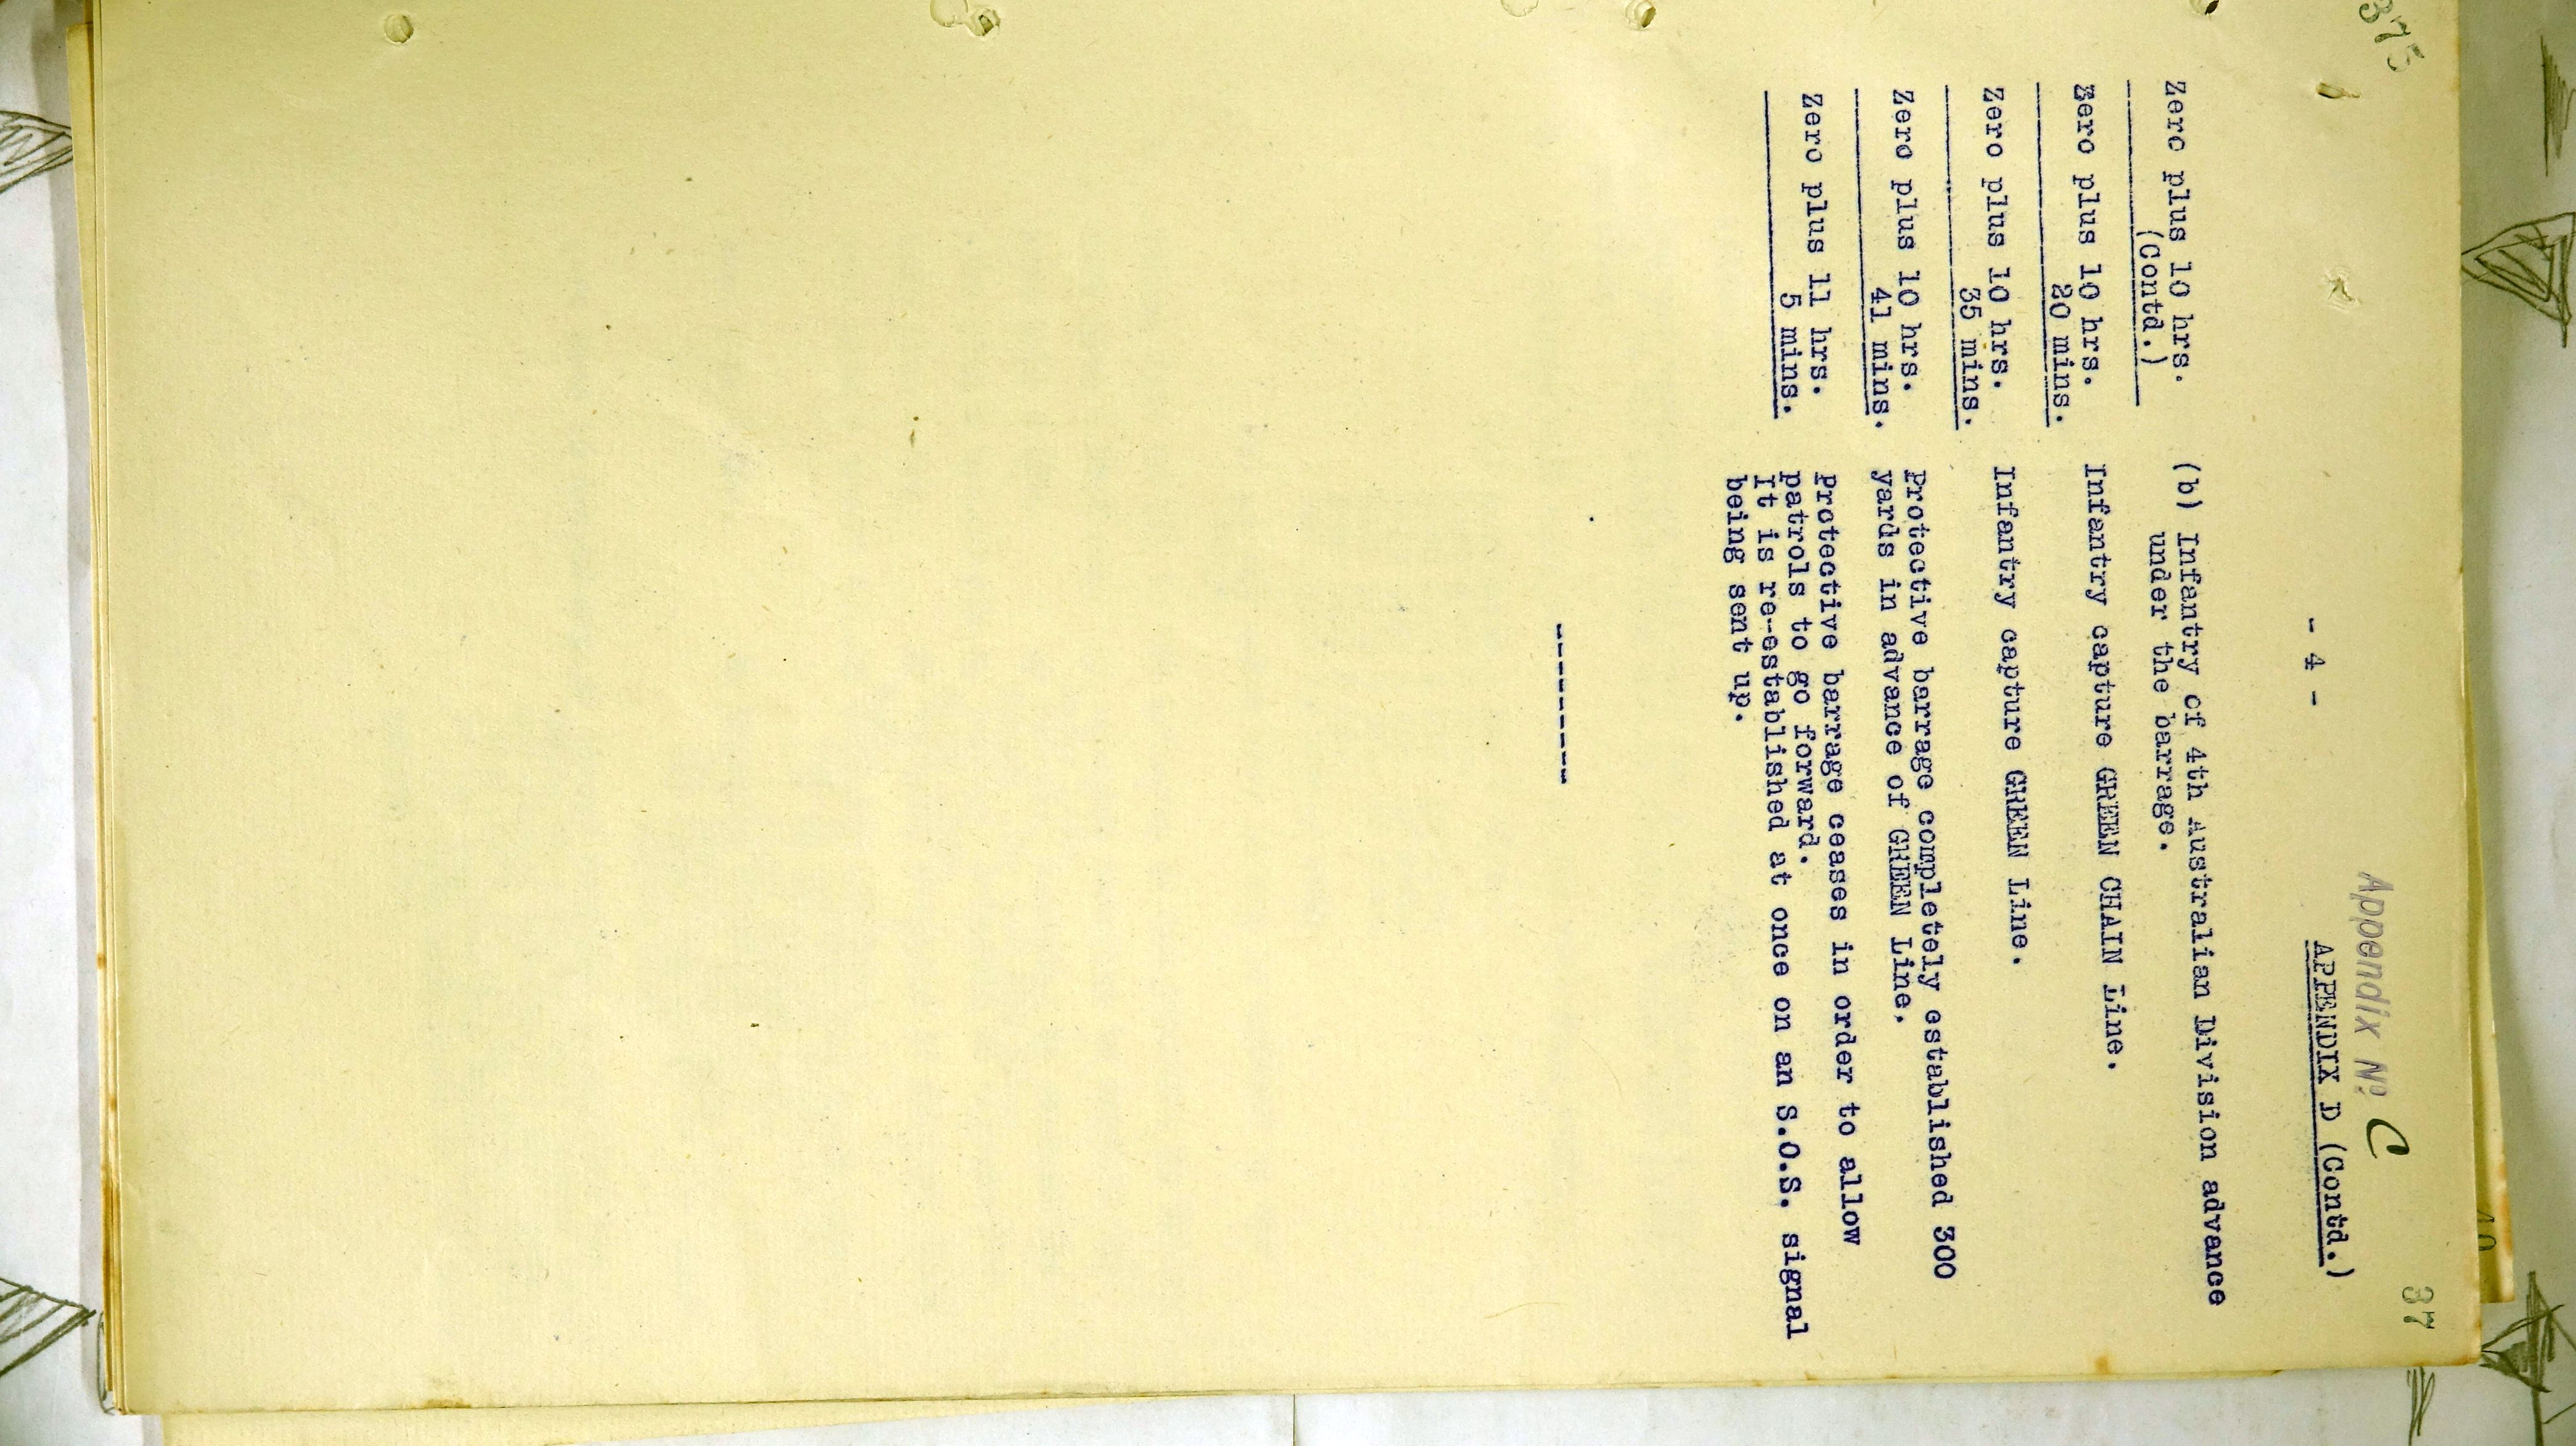 375
37
Appendix No C
- 4 -
APPENDIX D (Contd.)
Zero plus 10 hrs.
(Contd.)
(b) Infantry of 4th Australian Division advance
under the barrage.
Zero plus 10 hrs.
20 mins.
Infantry capture GREEN CHAIN Line.
Zero plus 10 hrs.
35 mins.
Infantry capture GREEN Line.
Zero plus 10 hrs.
41 mins.
Protective barrage completely established 300
yards in advance of GREEN Line.
Zero plus 11 hrs.
5 mins.
Protective barrage ceases in order to allow
patrols to go forward.
It is re-established at once on an S.O.S. signal
being sent up.
---------